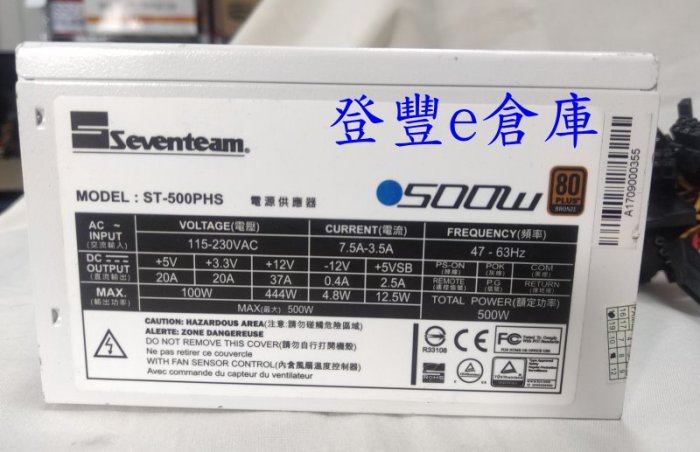 登豐e倉庫
Seventeam.
MODEL : ST-500PHS 電源供應器
500W
80
PLUS
BRONZE
A1709000355
AC ~ INPUT (交流輸入) VOLTAGE(電壓) CURRENT(電流) FREQUENCY(頻率)
115-230VAC 7.5A-3.5A 47 - 63Hz
DC OUTPUT (直流輸出) +5V +3.3V +12V -12V +5VSB PS-ON POK COM
20A 20A 37A 0.4A 2.5A REMOTE P.G RETURN
MAX. (輸出功率) 100W 444W 4.8W 12.5W TOTAL POWER(額定功率)
MAX(最大) 500W 500W
CAUTION: HAZARDOUS AREA(注意:請勿碰觸危險區域)
ALERTE: ZONE DANGEREUSE
DO NOT REMOVE THIS COVER(請勿自行打開機殼)
Ne pas retirer ce couvercle
WITH FAN SENSOR CONTROL(內含風扇溫度控制器)
Avec commande du capteur du ventilateur
R33106
CE
FC
RoHS
16 17